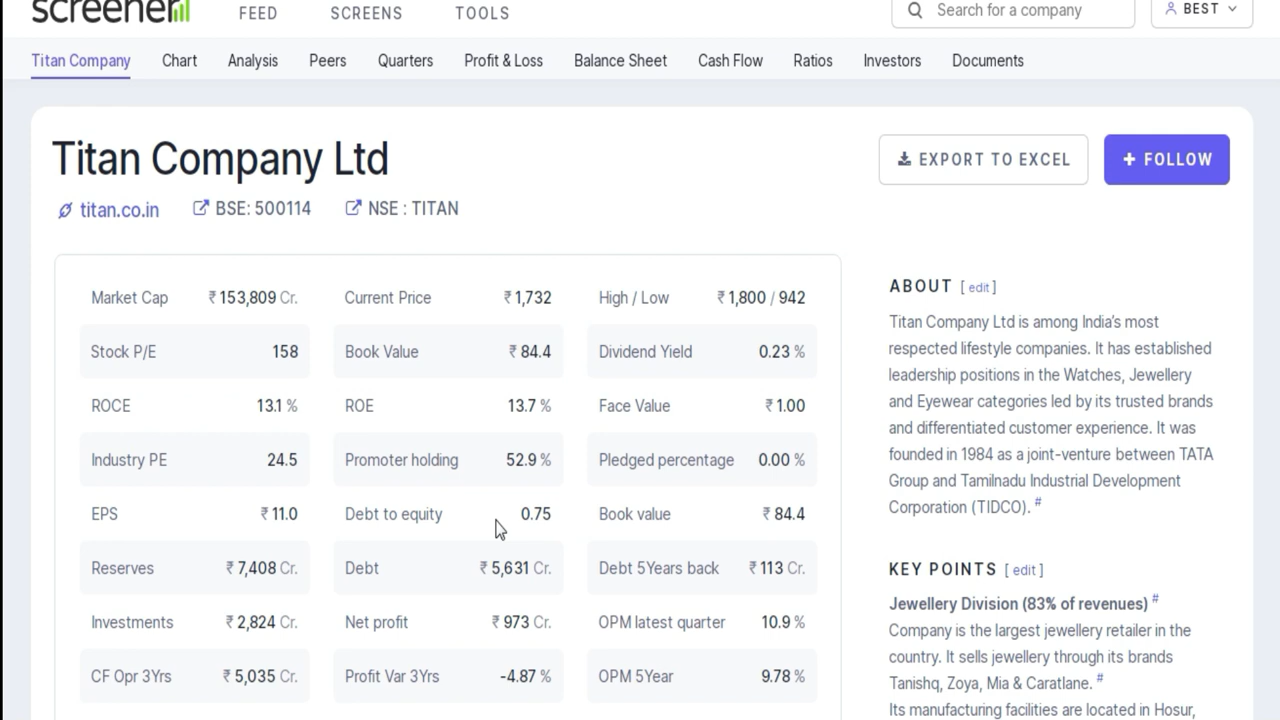 screener
FEED SCREENS TOOLS Search for a company BEST
Titan Company Chart Analysis Peers Quarters Profit & Loss Balance Sheet Cash Flow Ratios Investors Documents
Titan Company Ltd
EXPORT TO EXCEL + FOLLOW
titan.co.in BSE: 500114 NSE : TITAN
Market Cap ₹ 153,809 Cr. Current Price ₹ 1,732 High / Low ₹ 1,800 / 942
Stock P/E 158 Book Value ₹ 84.4 Dividend Yield 0.23 %
ROCE 13.1 % ROE 13.7 % Face Value ₹ 1.00
Industry PE 24.5 Promoter holding 52.9 % Pledged percentage 0.00 %
EPS ₹ 11.0 Debt to equity 0.75 Book value ₹ 84.4
Reserves ₹ 7,408 Cr. Debt ₹ 5,631 Cr. Debt 5Years back ₹ 113 Cr.
Investments ₹ 2,824 Cr. Net profit ₹ 973 Cr. OPM latest quarter 10.9 %
CF Opr 3Yrs ₹ 5,035 Cr. Profit Var 3Yrs -4.87 % OPM 5Year 9.78 %
ABOUT [ edit ]
Titan Company Ltd is among India's most
respected lifestyle companies. It has established
leadership positions in the Watches, Jewellery
and Eyewear categories led by its trusted brands
and differentiated customer experience. It was
founded in 1984 as a joint-venture between TATA
Group and Tamilnadu Industrial Development
Corporation (TIDCO). #
KEY POINTS [ edit ]
Jewellery Division (83% of revenues) #
Company is the largest jewellery retailer in the
country. It sells jewellery through its brands
Tanishq, Zoya, Mia & Caratlane. #
Its manufacturing facilities are located in Hosur,